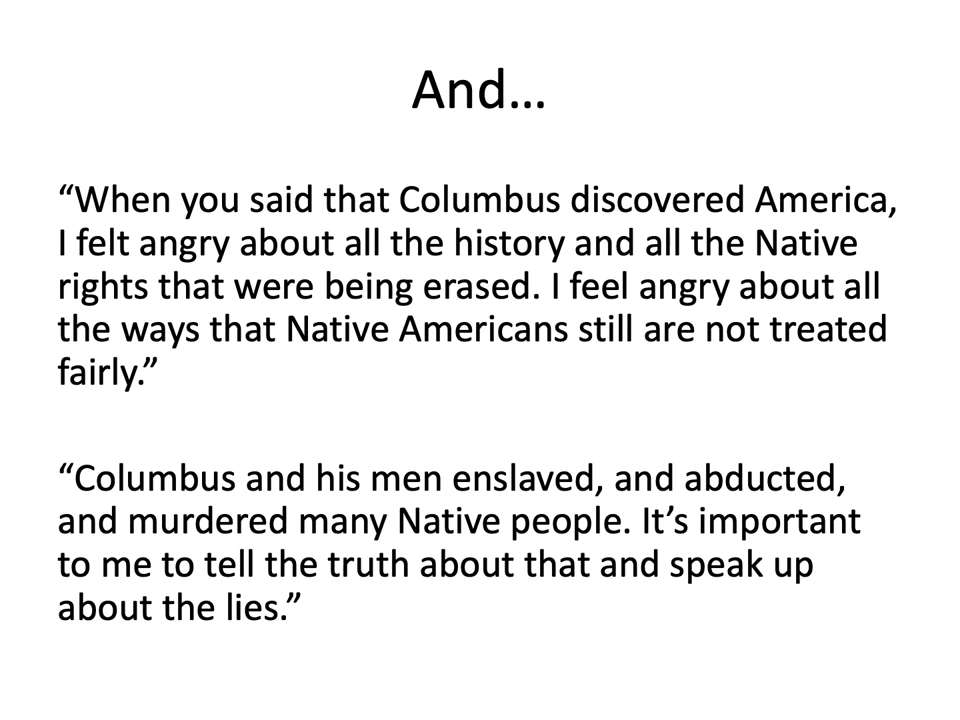 And…
“When you said that Columbus discovered America,
I felt angry about all the history and all the Native
rights that were being erased. I feel angry about all
the ways that Native Americans still are not treated
fairly.”
“Columbus and his men enslaved, and abducted,
and murdered many Native people. It’s important
to me to tell the truth about that and speak up
about the lies.”